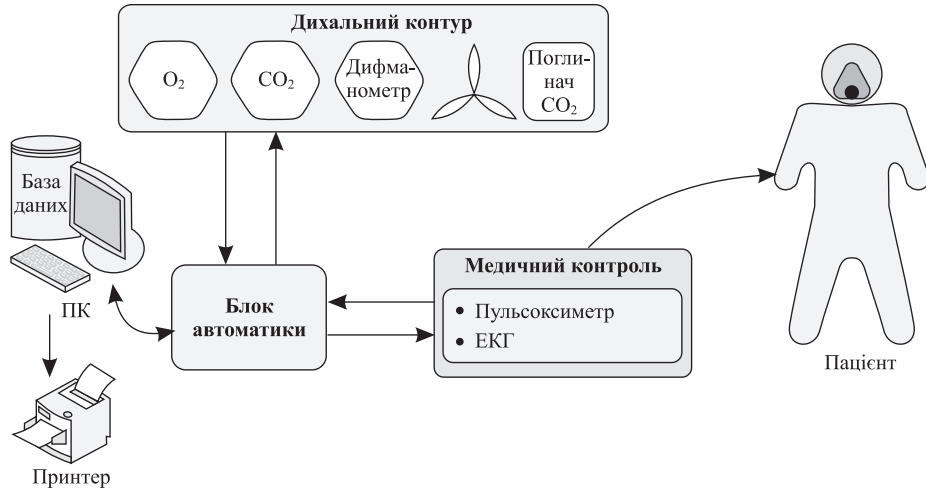 Дихальний контур
O₂
CO₂
Дифма-
нометр
Погли-
нач
CO₂
База
даних
ПК
Блок
автоматики
Медичний контроль
• Пульсоксиметр
• ЕКГ
Пацієнт
Принтер